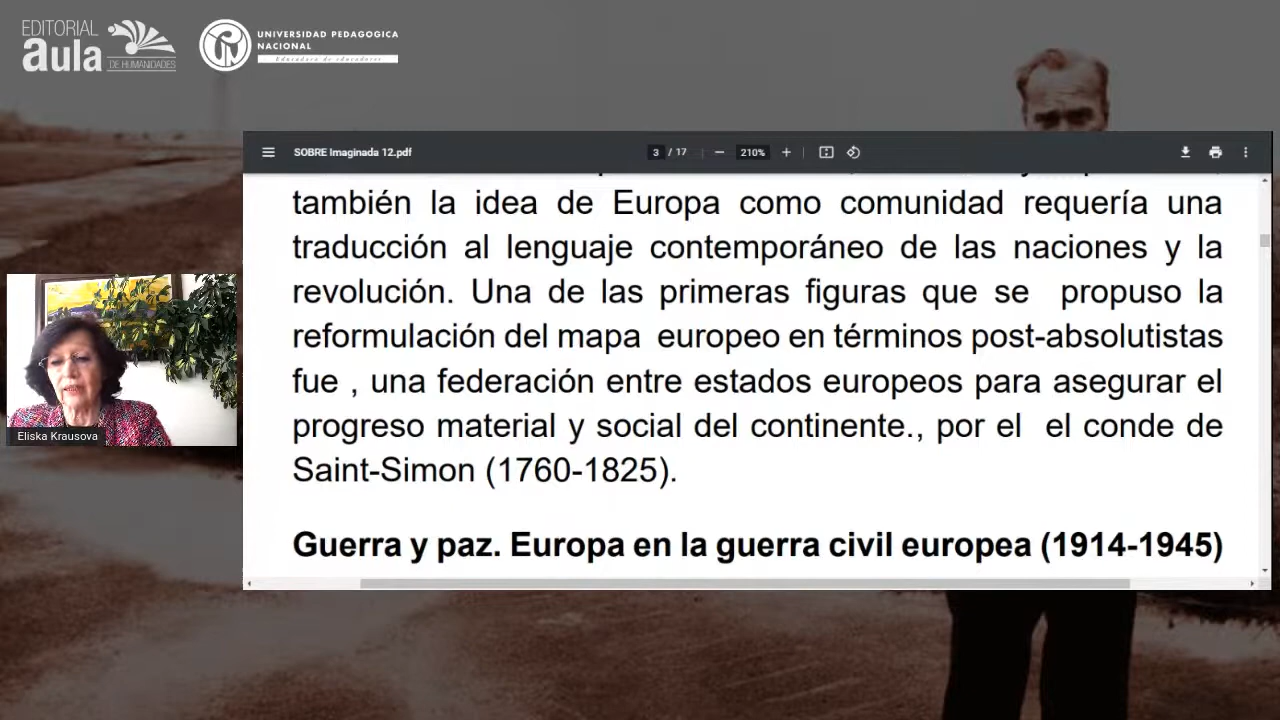 EDITORIAL
aula
DE HUMANIDADES
UNIVERSIDAD PEDAGOGICA
NACIONAL
Educadora de educadores
SOBRE Imaginada 12.pdf
3 / 17
210%
también la idea de Europa como comunidad requería una
traducción al lenguaje contemporáneo de las naciones y la
revolución. Una de las primeras figuras que se propuso la
reformulación del mapa europeo en términos post-absolutistas
fue , una federación entre estados europeos para asegurar el
progreso material y social del continente., por el el conde de
Saint-Simon (1760-1825).
Guerra y paz. Europa en la guerra civil europea (1914-1945)
Eliska Krausova